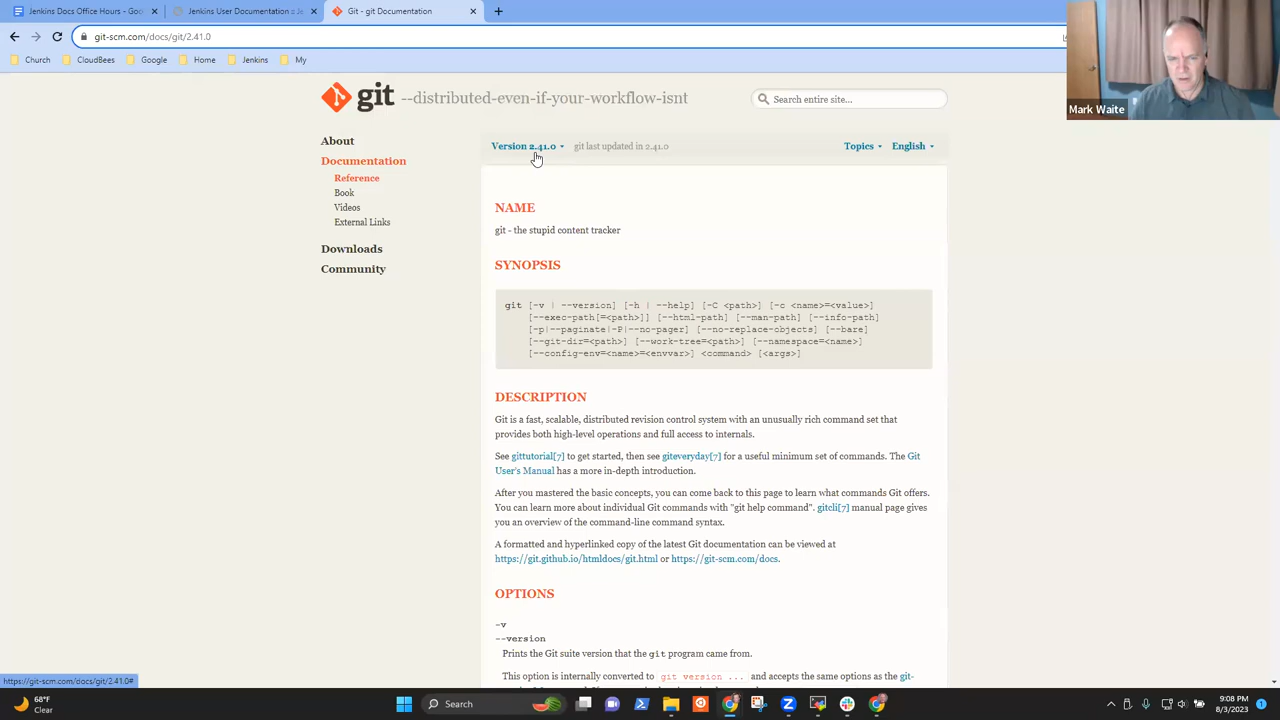 Jenkins Docs Office Hours
Jenkins User Documentation
Git - git Documentation
git-scm.com/docs/git/2.41.0
Church
CloudBees
Google
Home
Jenkins
My
Mark Waite
git --distributed-even-if-your-workflow-isnt
Search entire site...
About
Documentation
Reference
Book
Videos
External Links
Downloads
Community
Version 2.41.0
git last updated in 2.41.0
Topics
English
NAME
git - the stupid content tracker
SYNOPSIS
git [-v | --version] [-h | --help] [-C <path>] [-c <name>=<value>]
[--exec-path[=<path>]] [--html-path] [--man-path] [--info-path]
[-p|--paginate|-P|--no-pager] [--no-replace-objects] [--bare]
[--git-dir=<path>] [--work-tree=<path>] [--namespace=<name>]
[--config-env=<name>=<envvar>] <command> [<args>]
DESCRIPTION
Git is a fast, scalable, distributed revision control system with an unusually rich command set that
provides both high-level operations and full access to internals.
See gittutorial[7] to get started, then see giteveryday[7] for a useful minimum set of commands. The Git
User's Manual has a more in-depth introduction.
After you mastered the basic concepts, you can come back to this page to learn what commands Git offers.
You can learn more about individual Git commands with "git help command". gitcli[7] manual page gives
you an overview of the command-line command syntax.
A formatted and hyperlinked copy of the latest Git documentation can be viewed at
https://git.github.io/htmldocs/git.html or https://git-scm.com/docs.
OPTIONS
-v
--version
Prints the Git suite version that the git program came from.
This option is internally converted to git version ... and accepts the same options as the git-
https://git-scm.com/docs/git/2.41.0#
68°F
Clear
Search
9:08 PM
8/3/2023